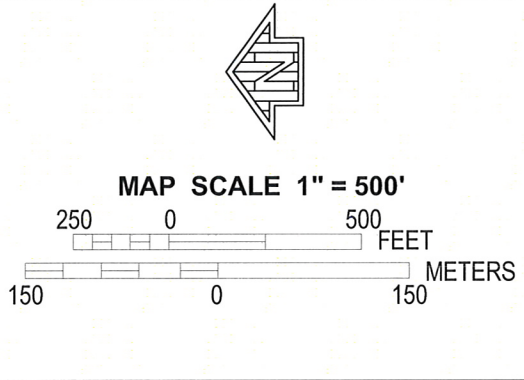 N
MAP SCALE 1" = 500'
250 0 500
FEET
METERS
150 0 150